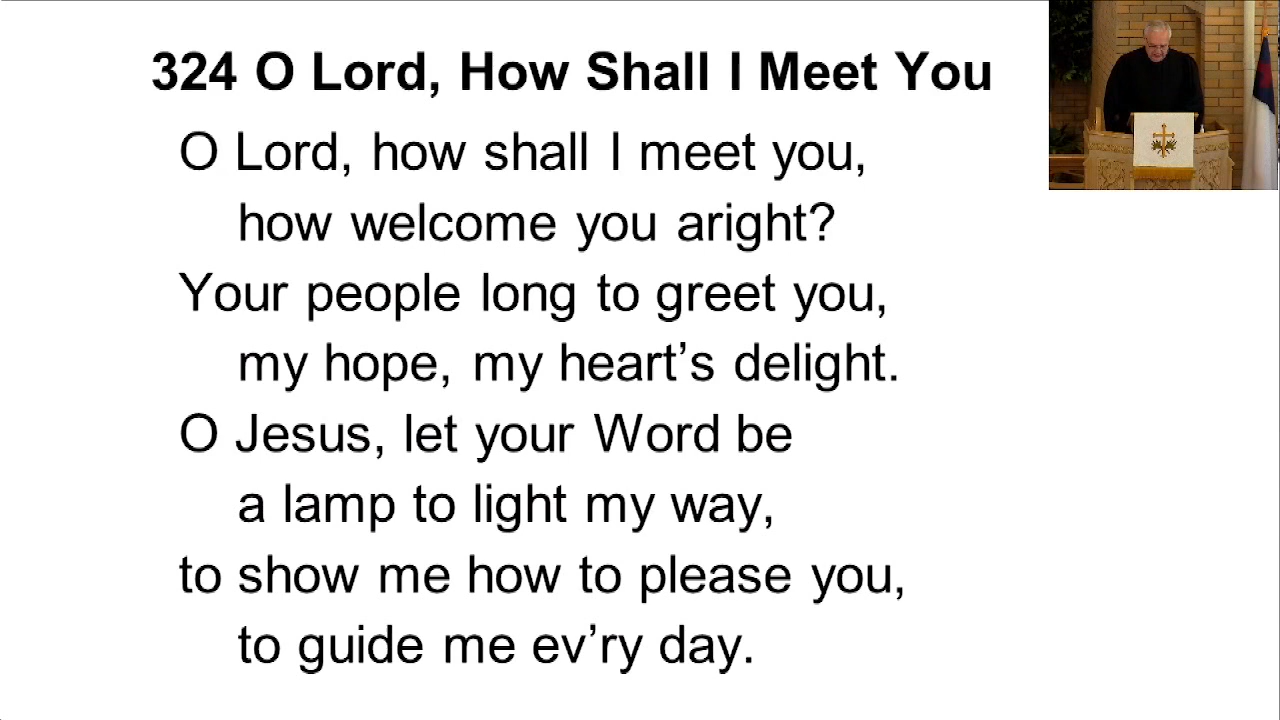 324 O Lord, How Shall I Meet You
O Lord, how shall I meet you,
how welcome you aright?
Your people long to greet you,
my hope, my heart’s delight.
O Jesus, let your Word be
a lamp to light my way,
to show me how to please you,
to guide me ev’ry day.